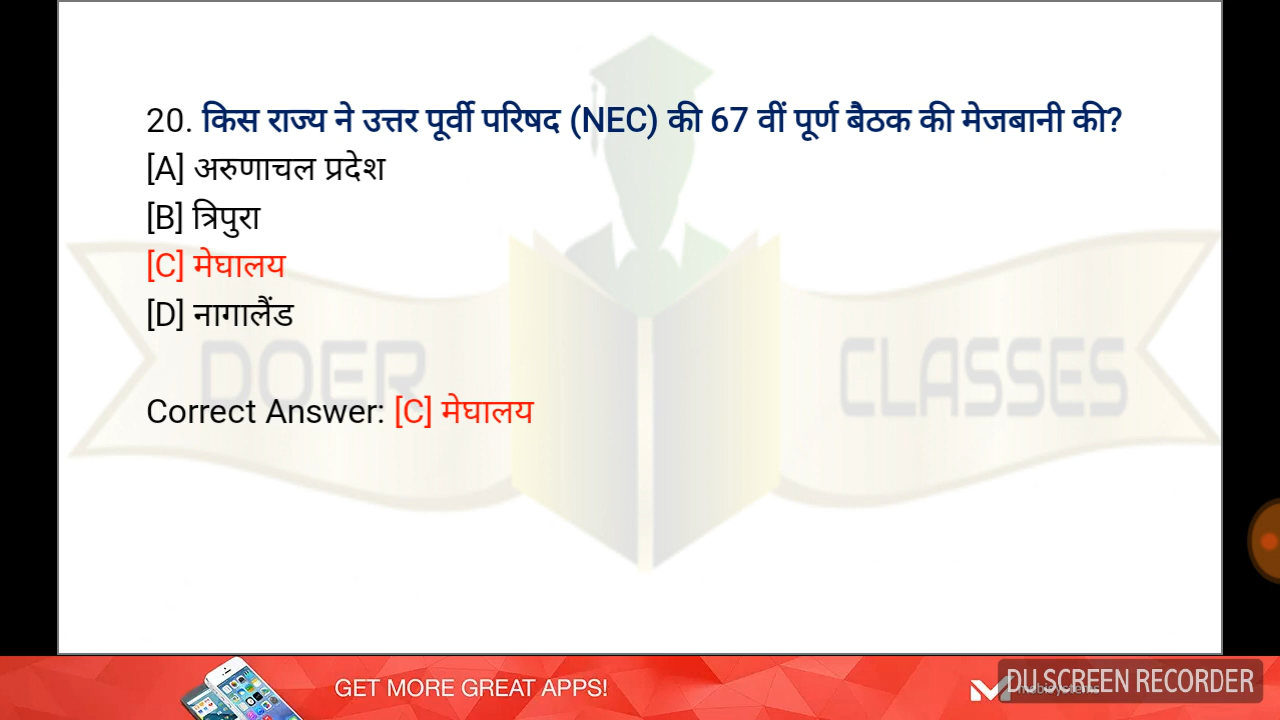 20. किस राज्य ने उत्तर पूर्वी परिषद (NEC) की 67 वीं पूर्ण बैठक की मेजबानी की?
[A] अरुणाचल प्रदेश
[B] त्रिपुरा
[C] मेघालय
[D] नागालैंड
DOER CLASSES
Correct Answer: [C] मेघालय
GET MORE GREAT APPS!
DU SCREEN RECORDER